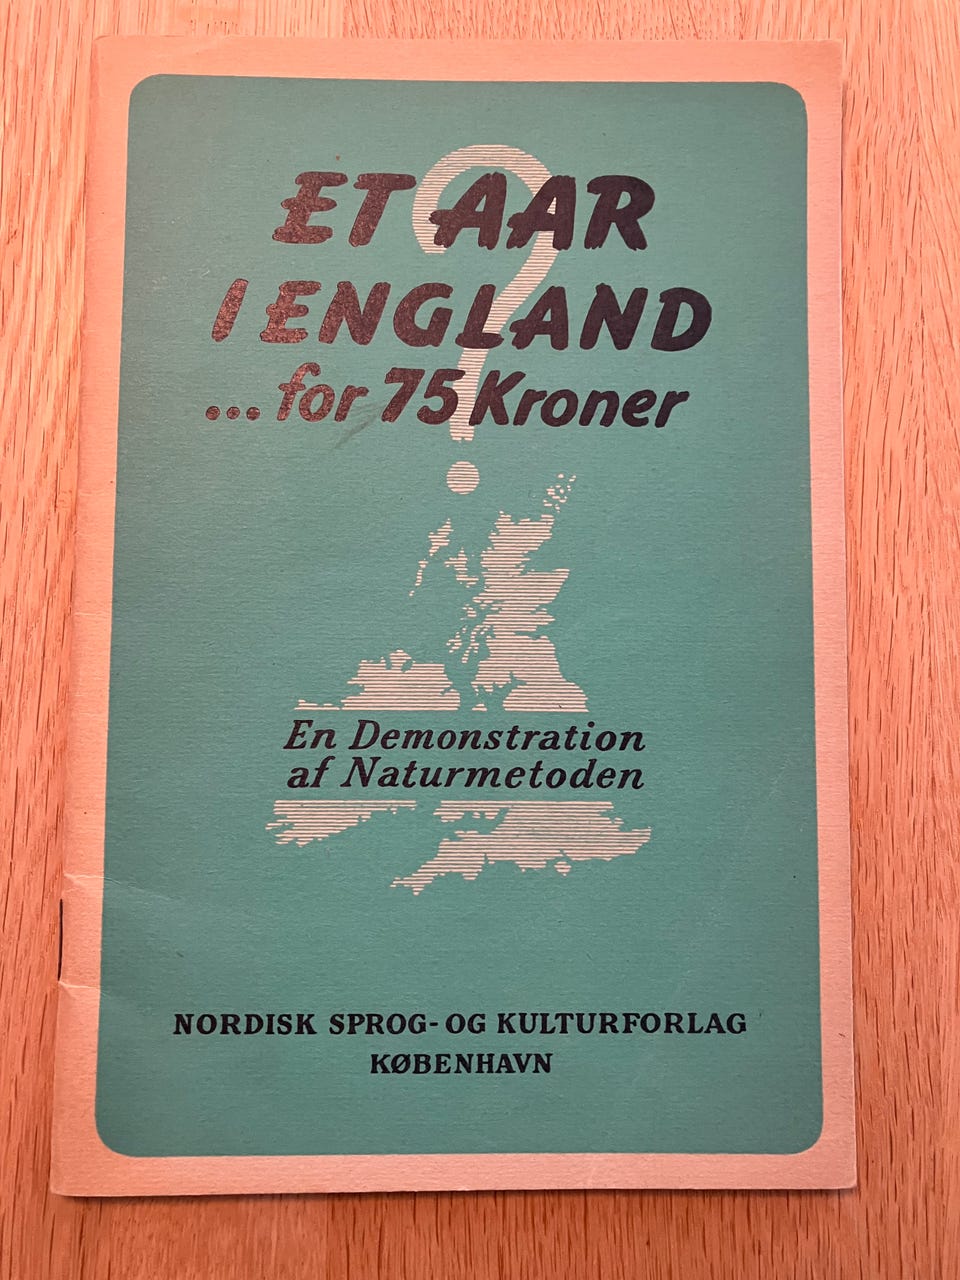 ET AAR
I ENGLAND
... for 75 Kroner
?
En Demonstration
af Naturmetoden
NORDISK SPROG- OG KULTURFORLAG
KØBENHAVN